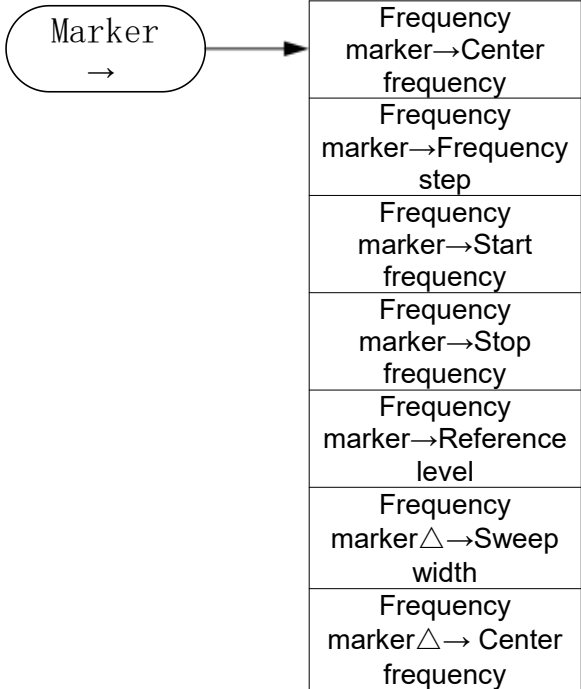 Marker
→
Frequency
marker→Center
frequency
Frequency
marker→Frequency
step
Frequency
marker→Start
frequency
Frequency
marker→Stop
frequency
Frequency
marker→Reference
level
Frequency
marker△→Sweep
width
Frequency
marker△→ Center
frequency